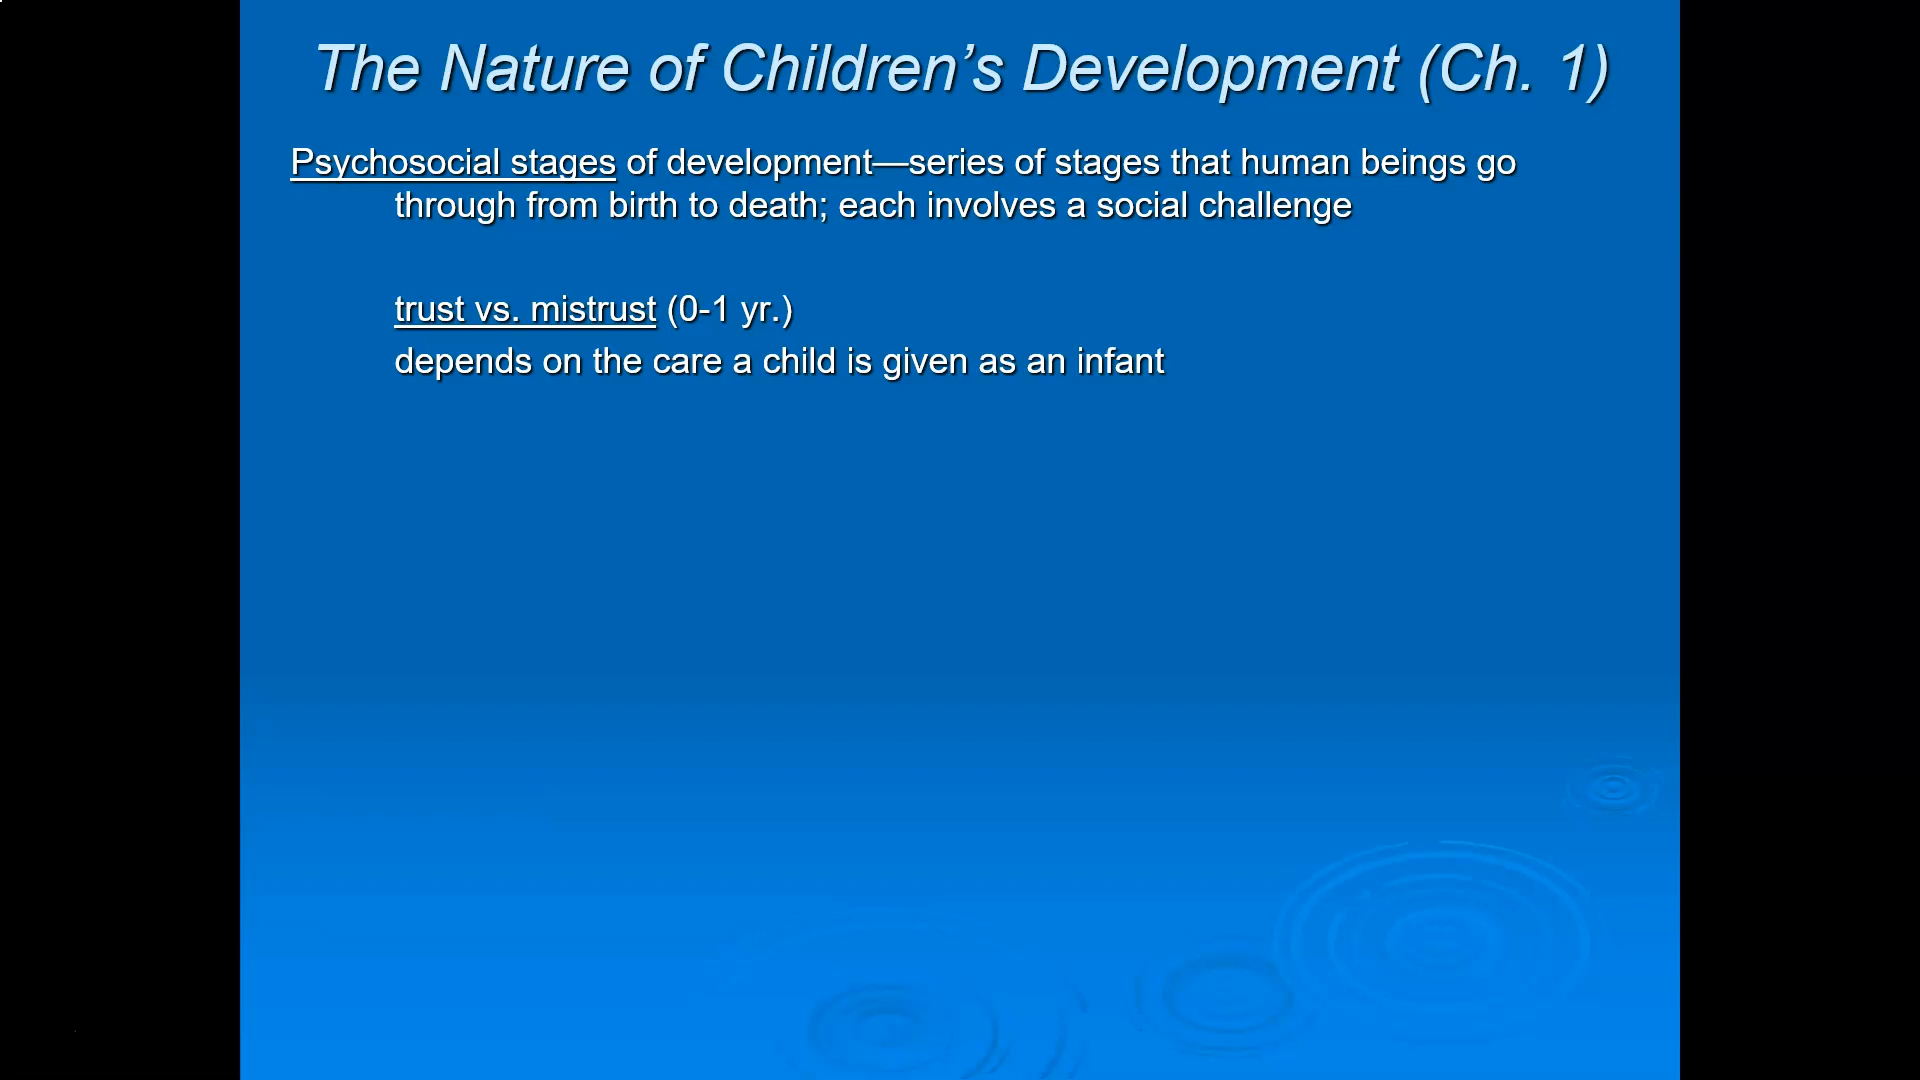 The Nature of Children’s Development (Ch. 1)
Psychosocial stages of development—series of stages that human beings go
through from birth to death; each involves a social challenge
trust vs. mistrust (0-1 yr.)
depends on the care a child is given as an infant